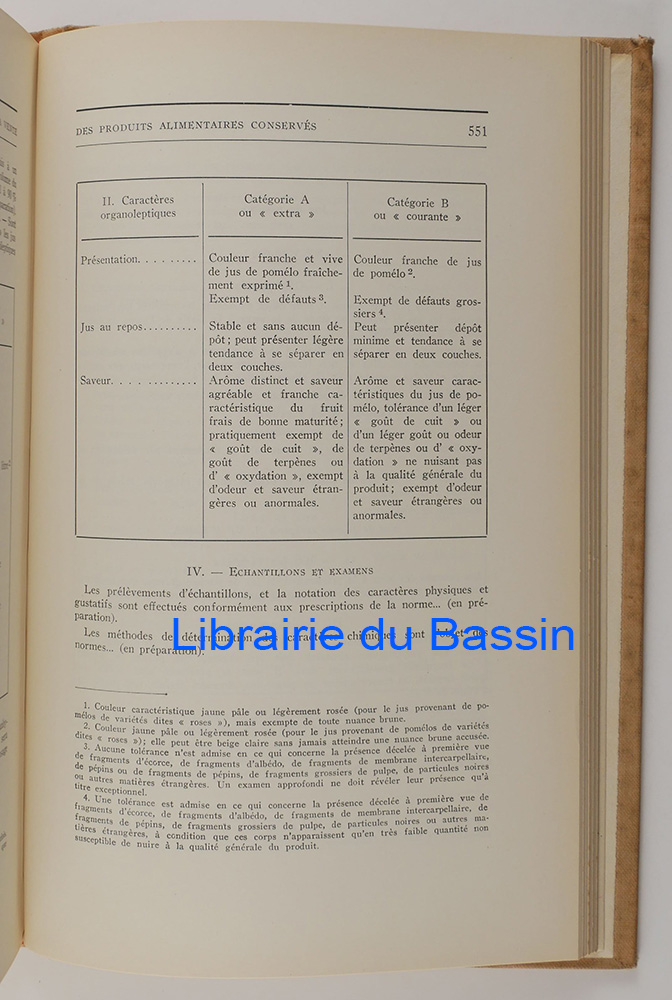 DES PRODUITS ALIMENTAIRES CONSERVÉS
551
II. Caractères
organoleptiques
Catégorie A
ou « extra »
Catégorie B
ou « courante »
Présentation. . . . . . . . .
Couleur franche et vive
de jus de pomélo fraîche-
ment exprimé 1.
Exempt de défauts 3.
Couleur franche de jus
de pomélo 2.
Exempt de défauts gros-
siers 4.
Jus au repos. . . . . . . . . .
Stable et sans aucun dé-
pôt ; peut présenter légère
tendance à se séparer en
deux couches.
Peut présenter dépôt
minime et tendance à se
séparer en deux couches.
Saveur. . . . . . . . . . . . . .
Arôme distinct et saveur
agréable et franche ca-
ractéristique du fruit
frais de bonne maturité ;
pratiquement exempt de
« goût de cuit », de
goût de terpènes ou
d' « oxydation », exempt
d'odeur et saveur étran-
gères ou anormales.
Arôme et saveur carac-
téristiques du jus de po-
mélo, tolérance d'un léger
« goût de cuit » ou
d'un léger goût ou odeur
de terpènes ou d' « oxy-
dation » ne nuisant pas
à la qualité générale du
produit ; exempt d'odeur
et saveur étrangères ou
anormales.
IV. — ECHANTILLONS ET EXAMENS
Les prélèvements d'échantillons, et la notation des caractères physiques et
gustatifs sont effectués conformément aux prescriptions de la norme... (en pré-
paration).
Les méthodes de détermination des caractères chimiques sont l'objet des
normes... (en préparation).
Librairie du Bassin
1. Couleur caractéristique jaune pâle ou légèrement rosée (pour le jus provenant de po-
mélos de variétés dites « roses »), mais exempte de toute nuance brune.
2. Couleur jaune pâle ou légèrement rosée (pour le jus provenant de pomélos de variétés
dites « roses ») ; elle peut être beige claire sans jamais atteindre une nuance brune accusée.
3. Aucune tolérance n'est admise en ce qui concerne la présence décelée à première vue
de fragments d'écorce, de fragments d'albédo, de fragments de membrane intercarpellaire,
de pépins ou de fragments de pépins, de fragments grossiers de pulpe, de particules noires
ou autres matières étrangères. Un examen approfondi ne doit révéler leur présence qu'à
titre exceptionnel.
4. Une tolérance est admise en ce qui concerne la présence décelée à première vue de
fragments d'écorce, de fragments d'albédo, de fragments de membrane intercarpellaire, de
fragments de pépins, de fragments grossiers de pulpe, de particules noires ou autres ma-
tières étrangères, à condition que ces corps n'apparaissent qu'en très faible quantité non
susceptible de nuire à la qualité générale du produit.